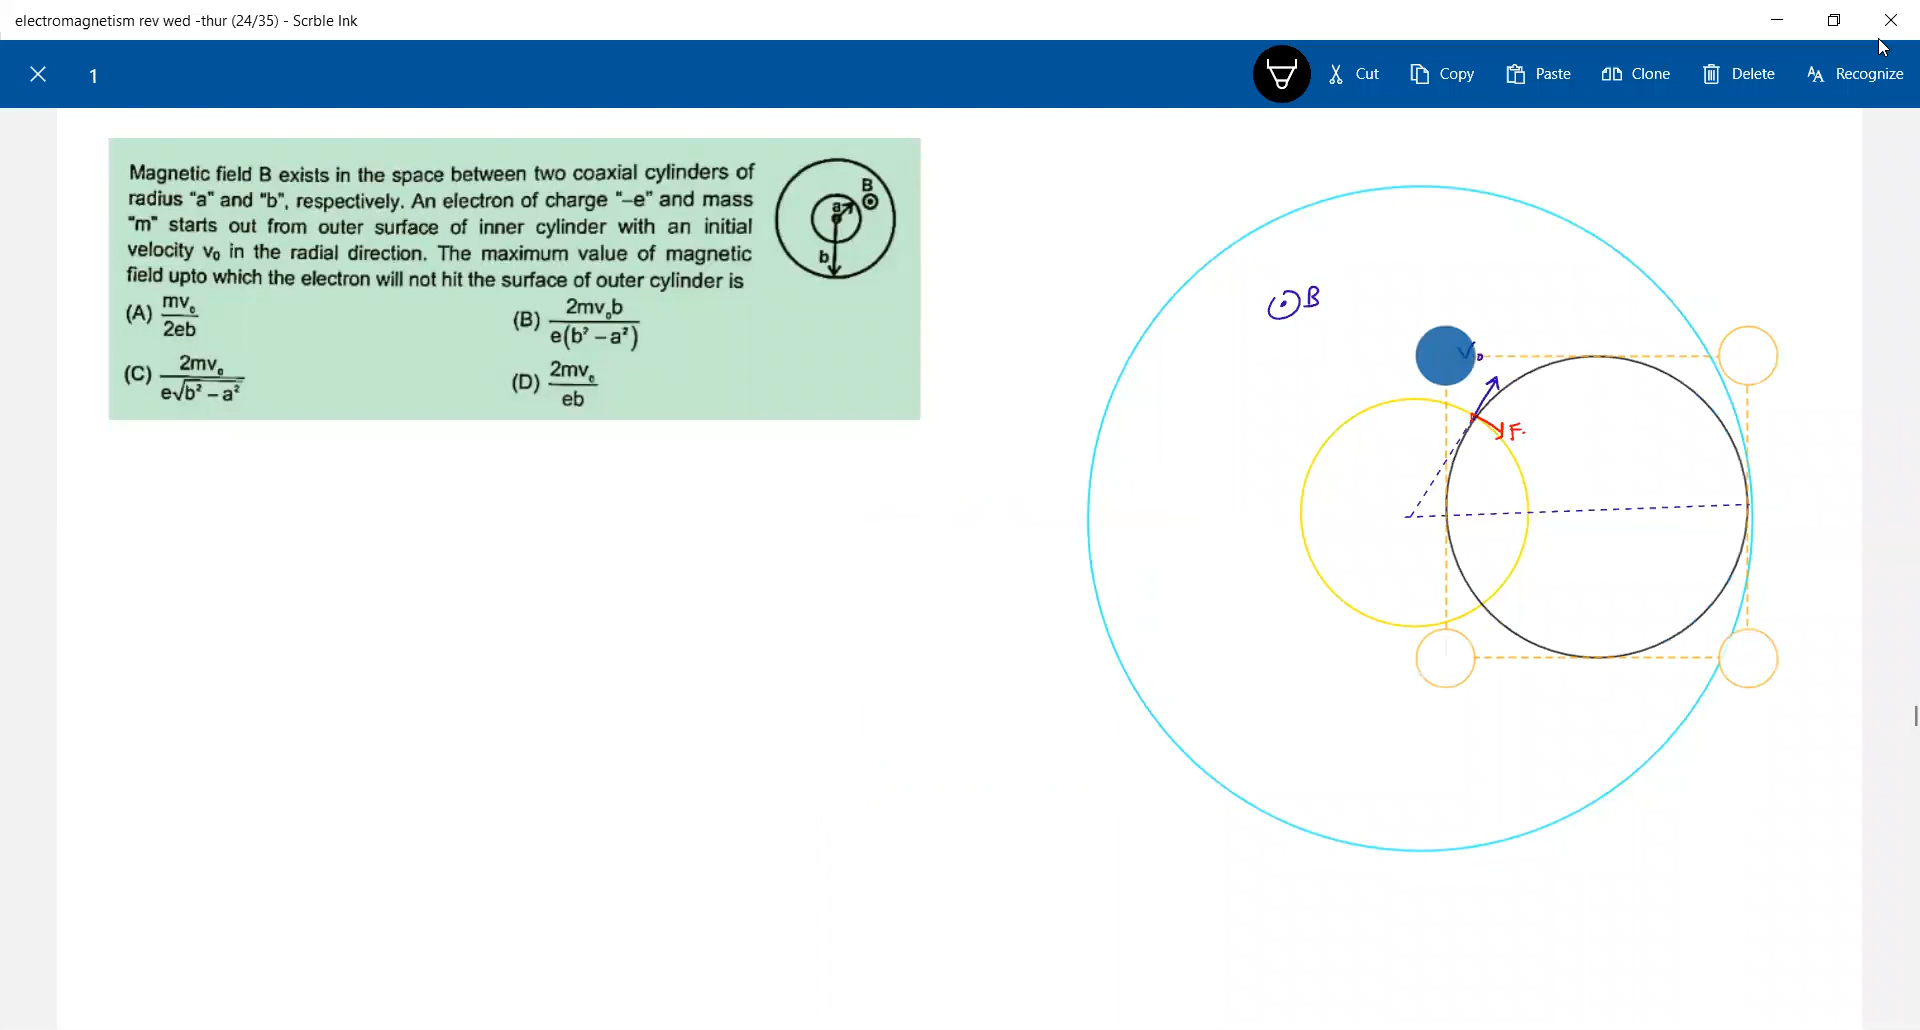 electromagnetism rev wed -thur (24/35) - Scrble Ink
1
Cut
Copy
Paste
Clone
Delete
Recognize
Magnetic field B exists in the space between two coaxial cylinders of
radius “a” and “b”, respectively. An electron of charge “–e” and mass
“m” starts out from outer surface of inner cylinder with an initial
velocity v₀ in the radial direction. The maximum value of magnetic
field upto which the electron will not hit the surface of outer cylinder is
B
a
b
(A) mv₀ / 2eb
(B) 2mv₀b / e(b² – a²)
(C) 2mv₀ / e√b² – a²
(D) 2mv₀ / eb
B
V₀
F.